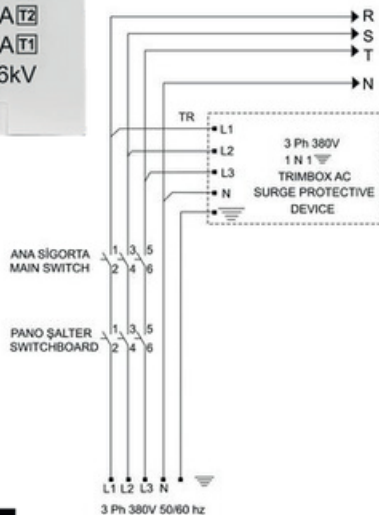 A T2
A T1
6kV
R
S
T
N
TR
L1
L2
L3
N
3 Ph 380V
1 N 1
TRIMBOX AC
SURGE PROTECTIVE
DEVICE
ANA SİGORTA
MAIN SWITCH
1 3 5
2 4 6
PANO ŞALTER
SWITCHBOARD
1 3 5
2 4 6
L1 L2 L3 N
3 Ph 380V 50/60 hz